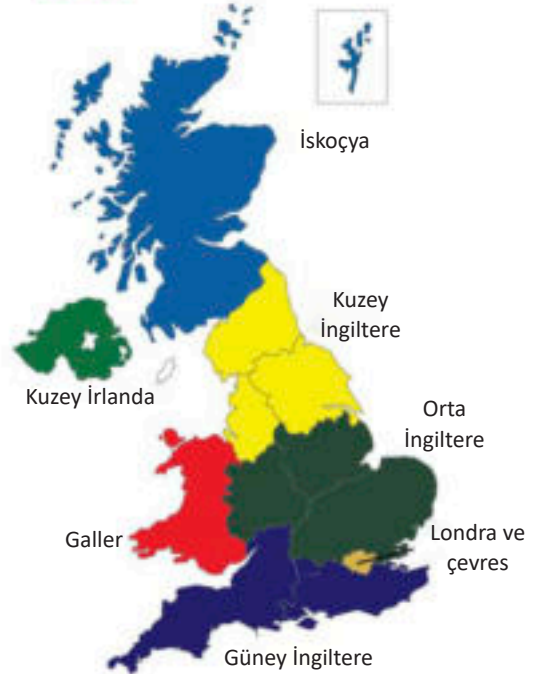 İskoçya
Kuzey
İngiltere
Kuzey İrlanda
Orta
İngiltere
Galler
Londra ve
çevres
Güney İngiltere